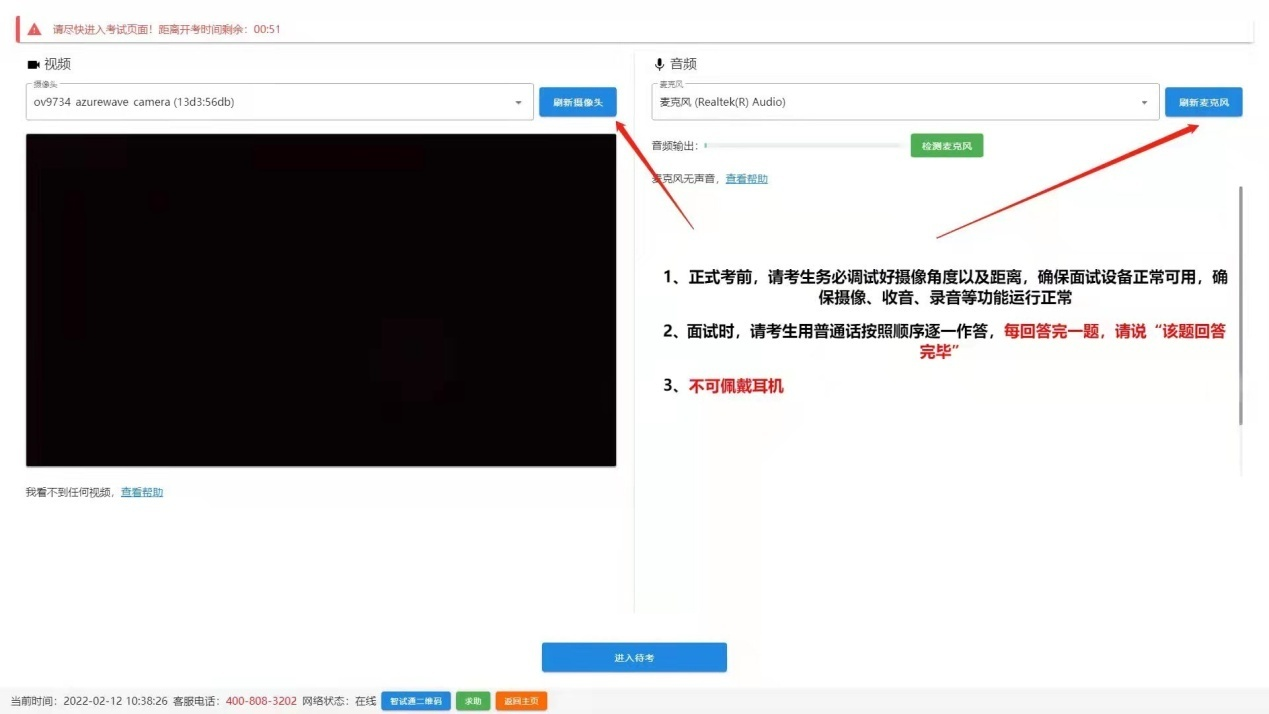 请尽快进入考试页面！距离开考时间剩余：00:51
视频
摄像头
ov9734 azurewave camera (13d3:56db)
刷新摄像头
我看不到任何视频，查看帮助
音频
麦克风
麦克风 (Realtek(R) Audio)
刷新麦克风
音频输出：
检测麦克风
麦克风无声音，查看帮助
1、正式考前，请考生务必调试好摄像角度以及距离，确保面试设备正常可用，确
保摄像、收音、录音等功能运行正常
2、面试时，请考生用普通话按照顺序逐一作答，每回答完一题，请说“该题回答
完毕”
3、不可佩戴耳机
进入待考
当前时间：2022-02-12 10:38:26 客服电话：400-808-3202 网络状态：在线 智试通二维码 求助 返回主页